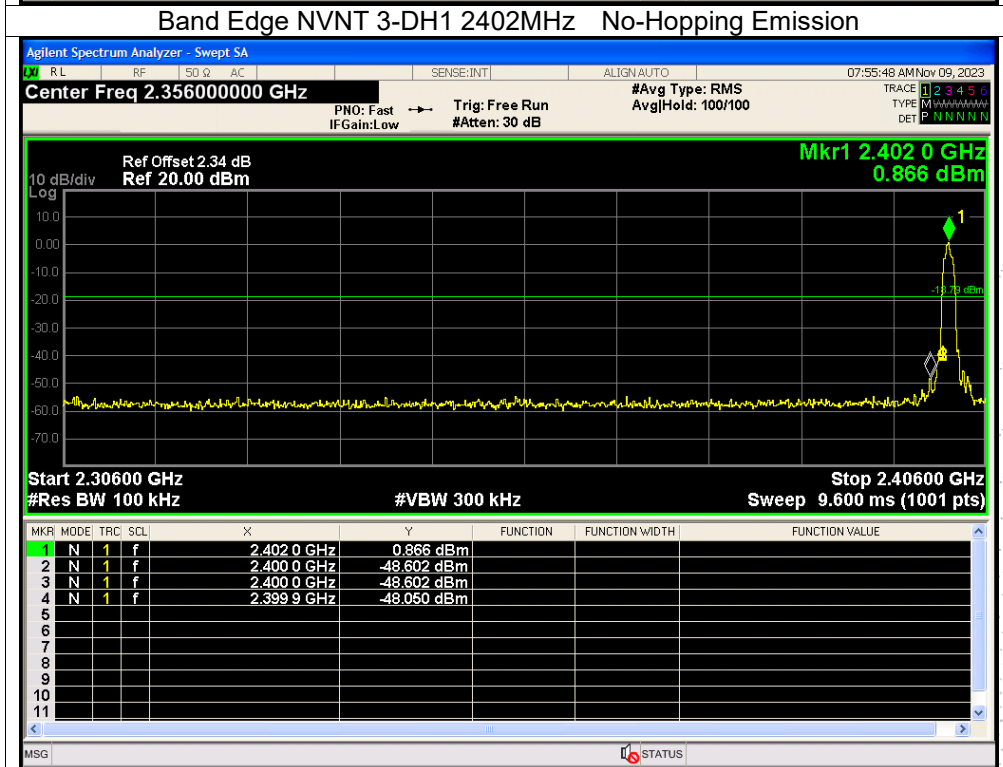 Band Edge NVNT 3-DH1 2402MHz No-Hopping Emission
Agilent Spectrum Analyzer - Swept SA
LXI RL RF 50 Ω AC SENSE:INT ALIGNAUTO 07:55:48 AMNov 09, 2023
Center Freq 2.356000000 GHz #Avg Type: RMS TRACE 1 2 3 4 5 6
PNO: Fast Trig: Free Run Avg|Hold: 100/100 TYPE M
IFGain:Low #Atten: 30 dB DET P N N N N N
Ref Offset 2.34 dB Mkr1 2.402 0 GHz
10 dB/div Ref 20.00 dBm 0.866 dBm
Log
10.0 1
0.00
-10.0
-18.79 dBm
-20.0
-30.0
-40.0
-50.0
-60.0
-70.0
Start 2.30600 GHz Stop 2.40600 GHz
#Res BW 100 kHz #VBW 300 kHz Sweep 9.600 ms (1001 pts)
MKR MODE TRC SCL X Y FUNCTION FUNCTION WIDTH FUNCTION VALUE
1 N 1 f 2.402 0 GHz 0.866 dBm
2 N 1 f 2.400 0 GHz -48.602 dBm
3 N 1 f 2.400 0 GHz -48.602 dBm
4 N 1 f 2.399 9 GHz -48.050 dBm
5
6
7
8
9
10
11
MSG STATUS